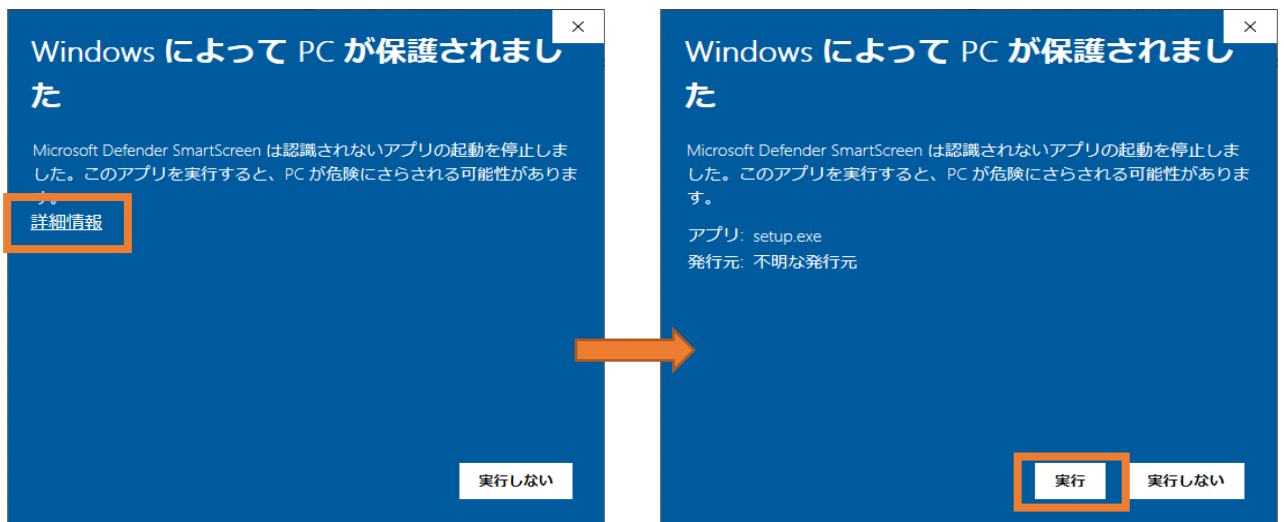 Windows によって PC が保護されまし
た
Microsoft Defender SmartScreen は認識されないアプリの起動を停止しま
した。このアプリを実行すると、PC が危険にさらされる可能性がありま
す。
詳細情報
実行しない
Windows によって PC が保護されまし
た
Microsoft Defender SmartScreen は認識されないアプリの起動を停止しま
した。このアプリを実行すると、PC が危険にさらされる可能性がありま
す。
アプリ: setup.exe
発行元: 不明な発行元
実行 実行しない